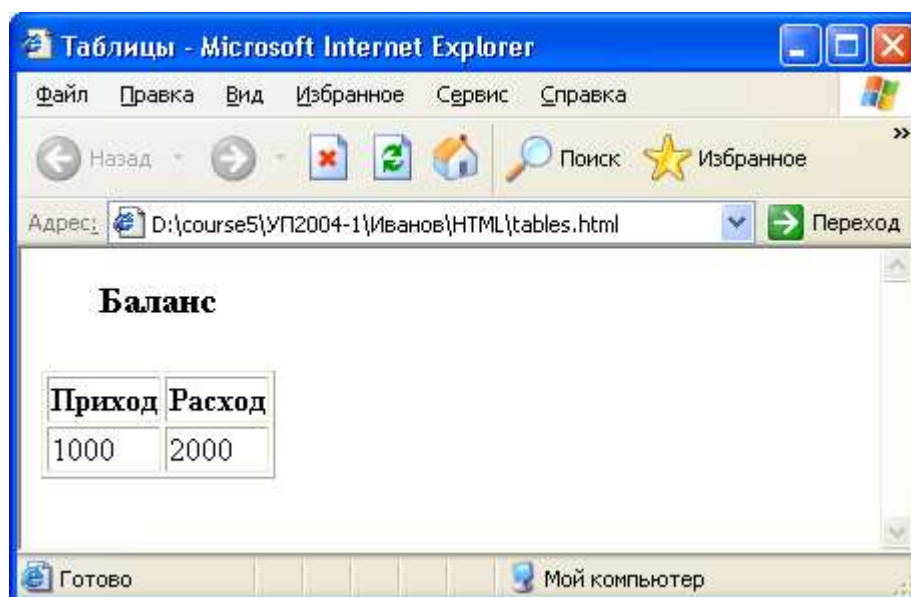 Таблицы - Microsoft Internet Explorer
Файл Правка Вид Избранное Сервис Справка
Назад Поиск Избранное »
Адрес: D:\course5\УП2004-1\Иванов\HTML\tables.html Переход
Баланс
Приход Расход
1000 2000
Готово Мой компьютер